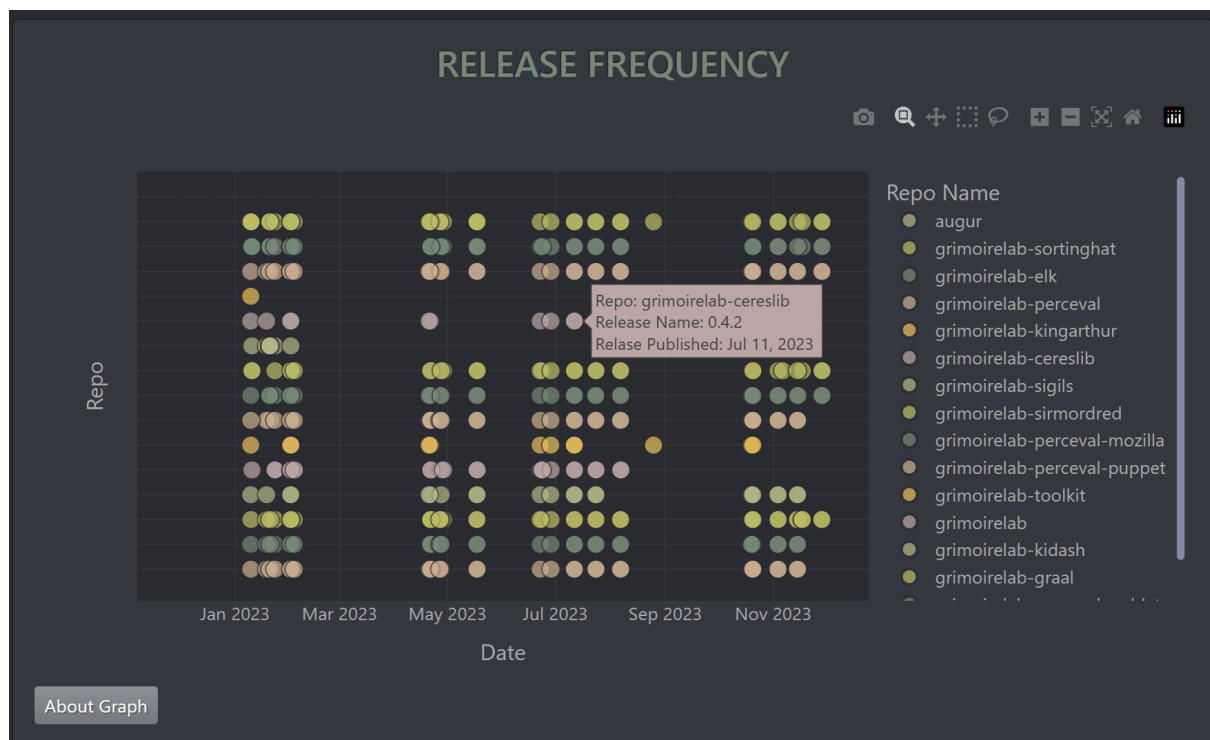 RELEASE FREQUENCY
Repo Name
augur
grimoirelab-sortinghat
grimoirelab-elk
grimoirelab-perceval
grimoirelab-kingarthur
grimoirelab-cereslib
grimoirelab-sigils
grimoirelab-sirmordred
grimoirelab-perceval-mozilla
grimoirelab-perceval-puppet
grimoirelab-toolkit
grimoirelab
grimoirelab-kidash
grimoirelab-graal
Repo: grimoirelab-cereslib
Release Name: 0.4.2
Relase Published: Jul 11, 2023
Repo
Jan 2023 Mar 2023 May 2023 Jul 2023 Sep 2023 Nov 2023
Date
About Graph